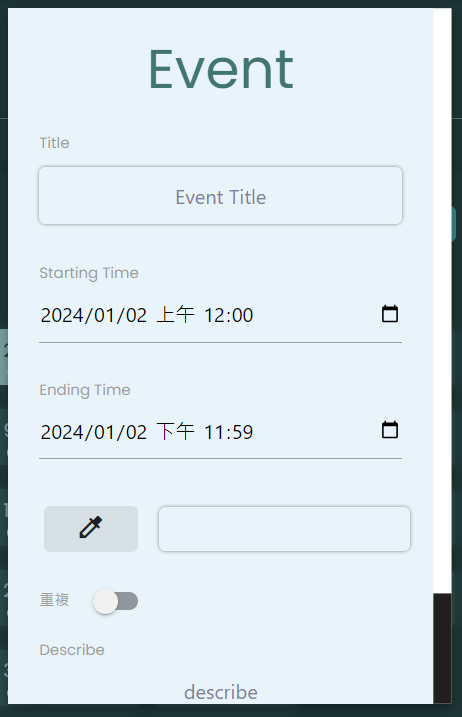 Event
Title
Event Title
Starting Time
2024/01/02 上午 12:00
Ending Time
2024/01/02 下午 11:59
重複
Describe
describe